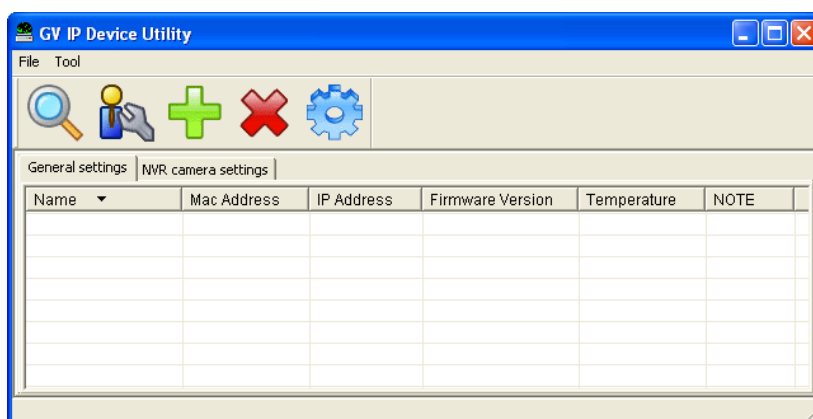 GV IP Device Utility
File Tool
General settings NVR camera settings
Name Mac Address IP Address Firmware Version Temperature NOTE